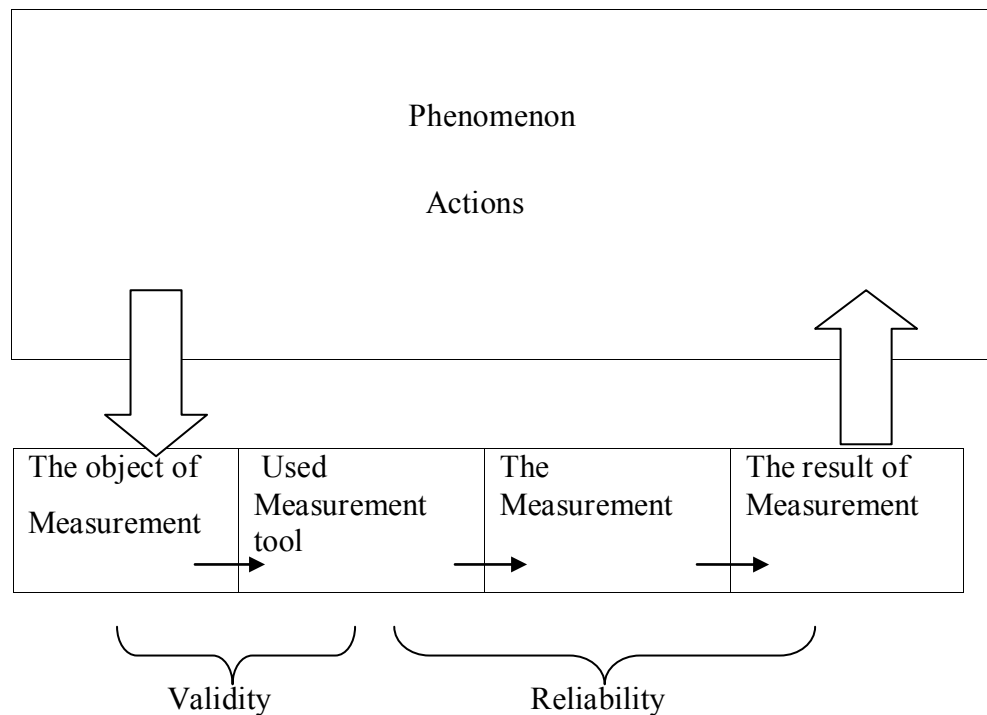 Phenomenon
Actions
The object of
Measurement
Used
Measurement
tool
The
Measurement
The result of
Measurement
Validity
Reliability